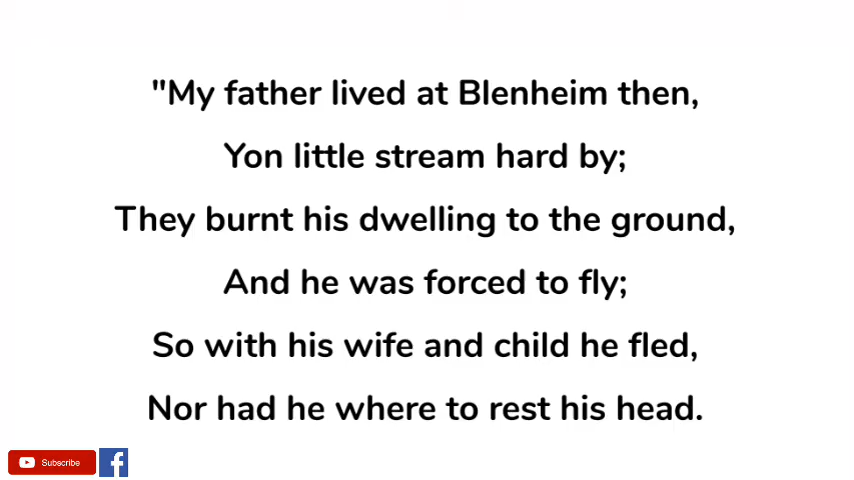 "My father lived at Blenheim then,
Yon little stream hard by;
They burnt his dwelling to the ground,
And he was forced to fly;
So with his wife and child he fled,
Nor had he where to rest his head.
Subscribe